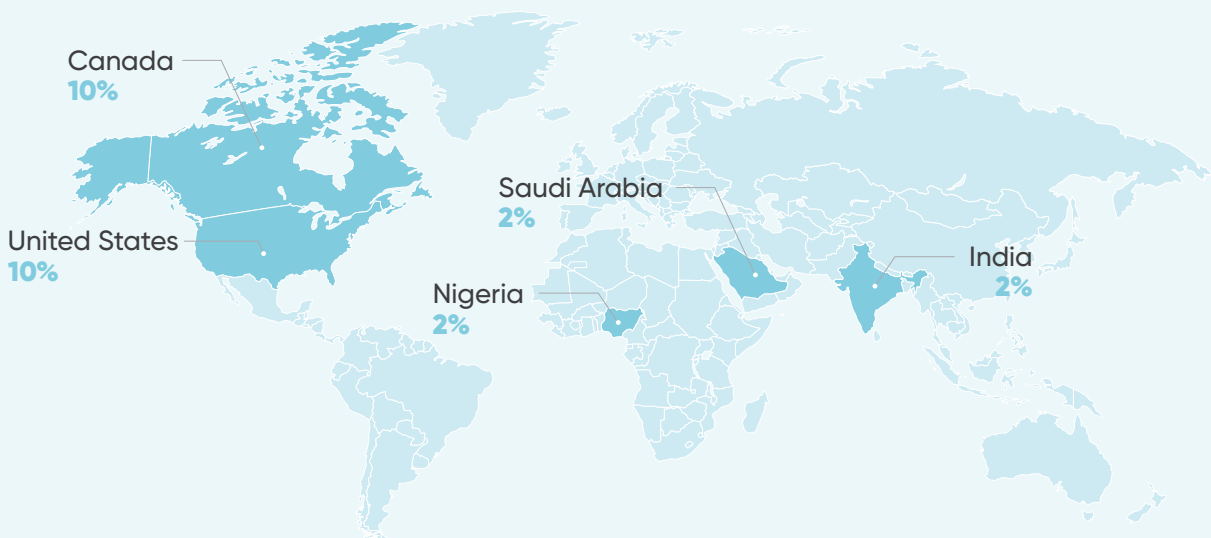 Canada
10%
United States
10%
Saudi Arabia
2%
Nigeria
2%
India
2%